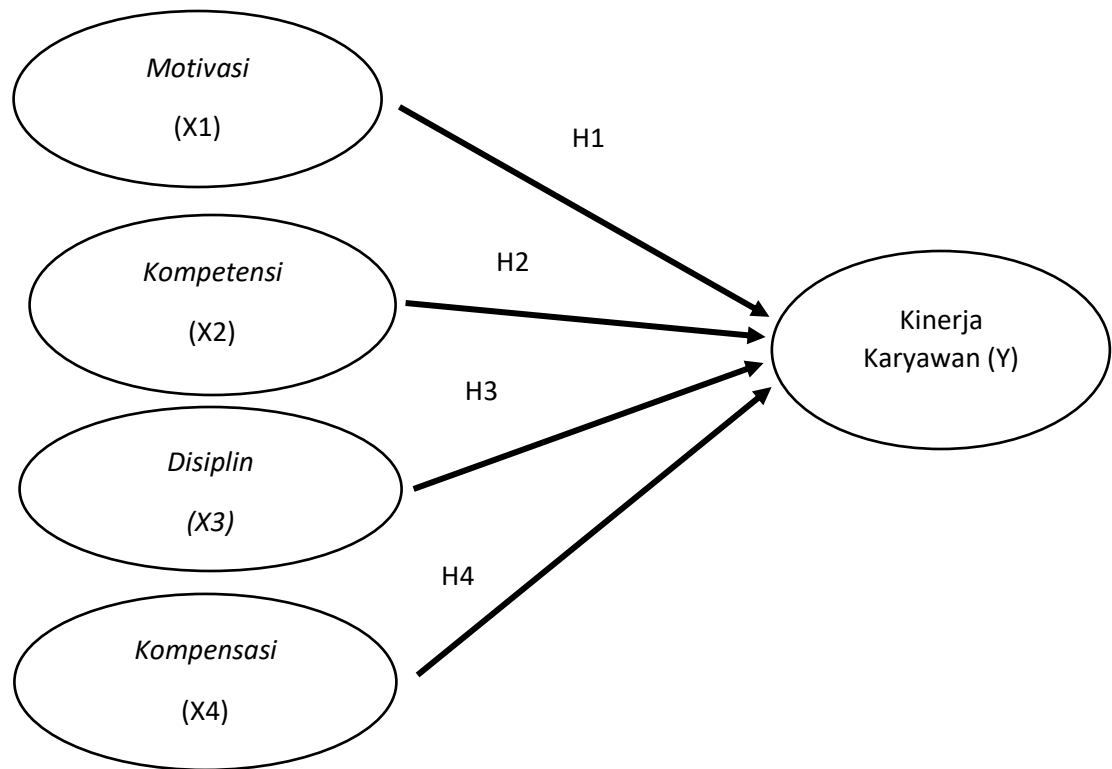 Motivasi
(X1)
H1
Kompetensi
(X2)
H2
Kinerja
Karyawan (Y)
H3
Disiplin
(X3)
H4
Kompensasi
(X4)